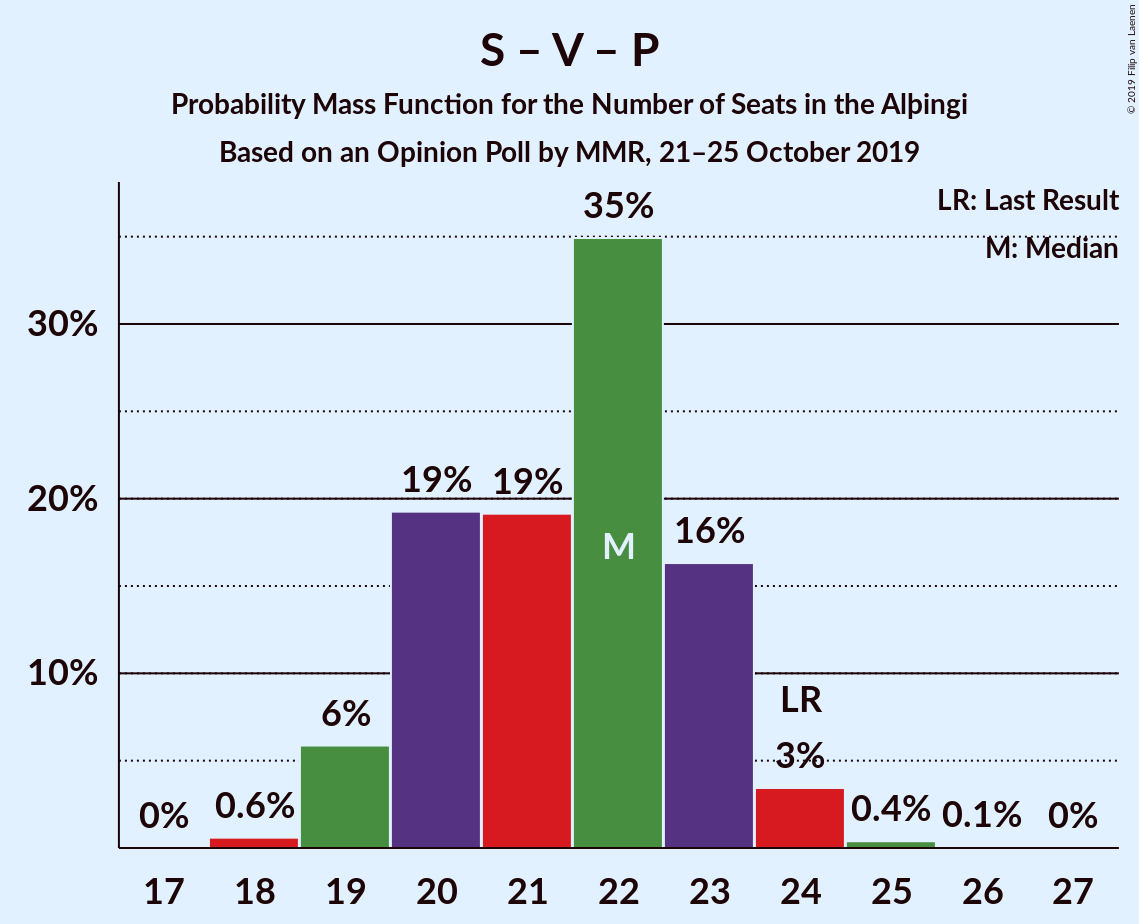 S – V – P
Probability Mass Function for the Number of Seats in the Alþingi
Based on an Opinion Poll by MMR, 21–25 October 2019
© 2019 Filip van Laenen
LR: Last Result
M: Median
30%
20%
10%
0%
0.6%
6%
19%
19%
35%
M
16%
LR
3%
0.4%
0.1%
0%
17 18 19 20 21 22 23 24 25 26 27